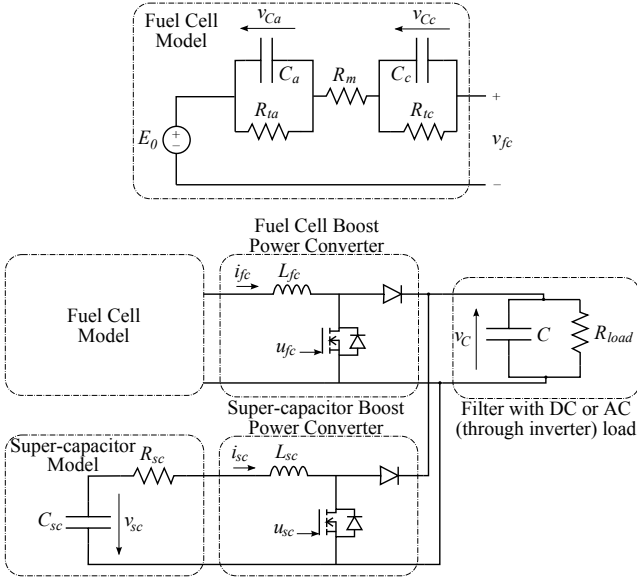 Fuel Cell
Model
v_Ca
v_Cc
C_a
R_m
C_c
R_ta
R_tc
E_0
+
−
+
v_fc
−
Fuel Cell Boost
Power Converter
i_fc
L_fc
Fuel Cell
Model
u_fc
v_C
C
R_load
Super-capacitor Boost
Power Converter
Filter with DC or AC
(through inverter) load
Super-capacitor
Model
R_sc
i_sc
L_sc
C_sc
v_sc
u_sc